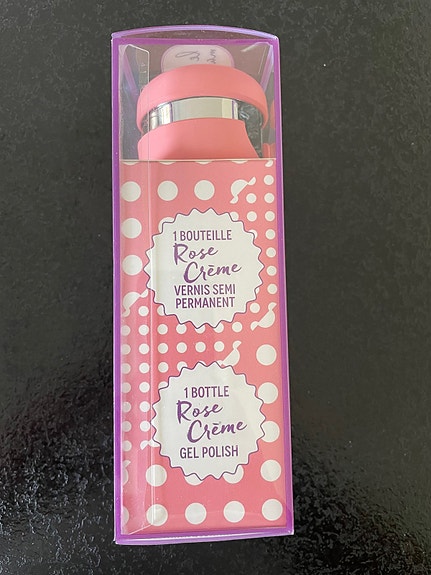 1 BOUTEILLE
Rose
Crème
VERNIS SEMI
PERMANENT
1 BOTTLE
Rose
Crème
GEL POLISH